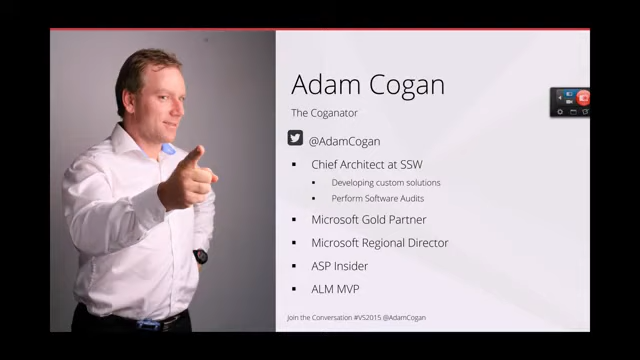 Adam Cogan
The Coganator
@AdamCogan
Chief Architect at SSW
Developing custom solutions
Perform Software Audits
Microsoft Gold Partner
Microsoft Regional Director
ASP Insider
ALM MVP
Join the Conversation #VS2015 @AdamCogan